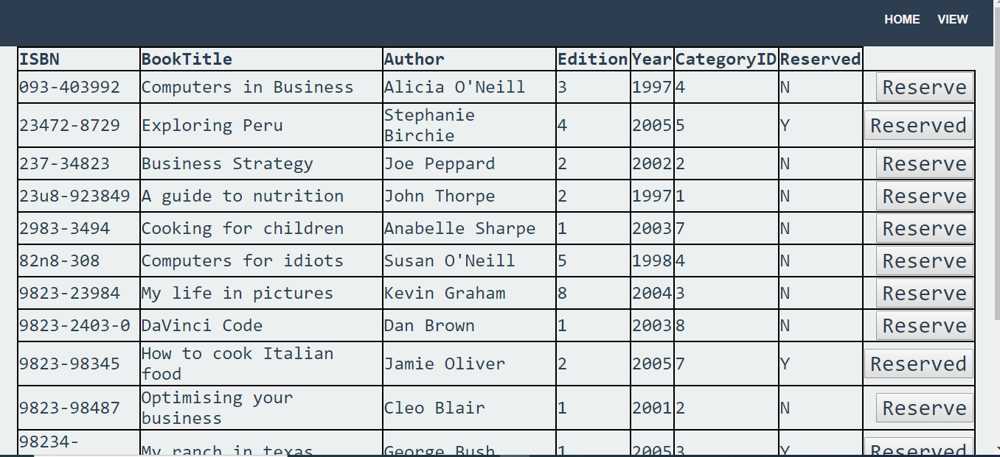 HOME VIEW
ISBN BookTitle Author Edition Year CategoryID Reserved
093-403992 Computers in Business Alicia O'Neill 3 1997 4 N Reserve
23472-8729 Exploring Peru Stephanie Birchie 4 2005 5 Y Reserved
237-34823 Business Strategy Joe Peppard 2 2002 2 N Reserve
23u8-923849 A guide to nutrition John Thorpe 2 1997 1 N Reserve
2983-3494 Cooking for children Anabelle Sharpe 1 2003 7 N Reserve
82n8-308 Computers for idiots Susan O'Neill 5 1998 4 N Reserve
9823-23984 My life in pictures Kevin Graham 8 2004 3 N Reserve
9823-2403-0 DaVinci Code Dan Brown 1 2003 8 N Reserve
9823-98345 How to cook Italian food Jamie Oliver 2 2005 7 Y Reserved
9823-98487 Optimising your business Cleo Blair 1 2001 2 N Reserve
98234- My ranch in texas George Bush 1 2005 3 Y Reserved